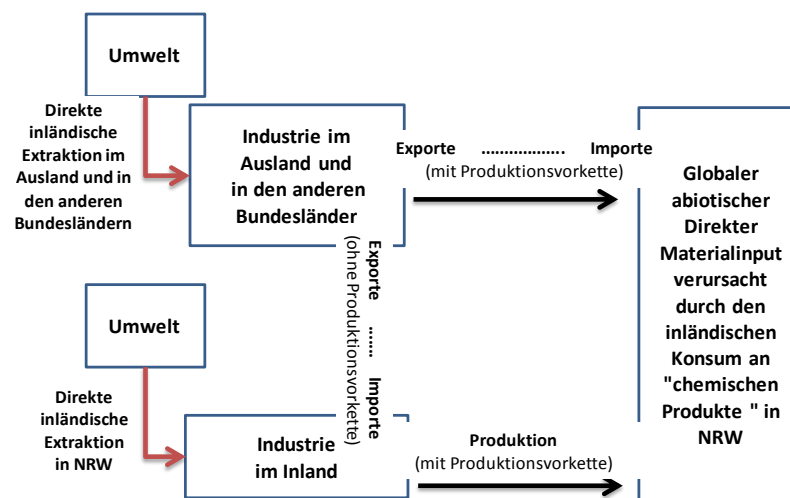 Umwelt
Direkte
inländische
Extraktion im
Ausland und in
den anderen
Bundesländern
Industrie im
Ausland und
in den anderen
Bundesländer
Exporte ................. Importe
(mit Produktionsvorkette)
Globaler
abiotischer
Direkter
Materialinput
verursacht
durch den
inländischen
Konsum an
"chemischen
Produkte " in
NRW
Exporte ....... Importe
(ohne Produktionsvorkette)
Umwelt
Direkte
inländische
Extraktion
in NRW
Industrie
im Inland
Produktion
(mit Produktionsvorkette)